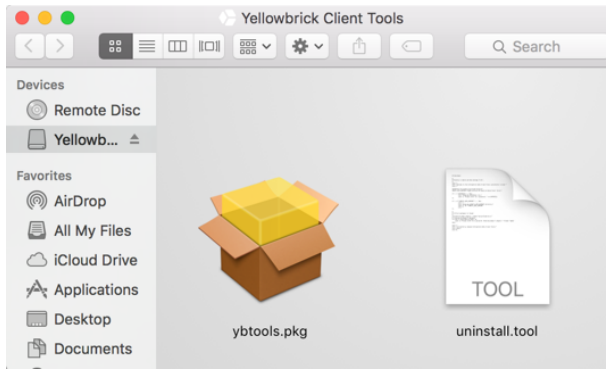 Yellowbrick Client Tools
Search
Devices
Remote Disc
Yellowb...
Favorites
AirDrop
All My Files
iCloud Drive
Applications
Desktop
Documents
TOOL
ybtools.pkg
uninstall.tool